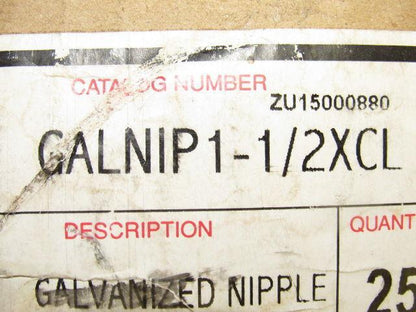 CATALOG NUMBER
ZU15000880
GALNIP1-1/2XCL
DESCRIPTION
QUANT
GALVANIZED NIPPLE
25